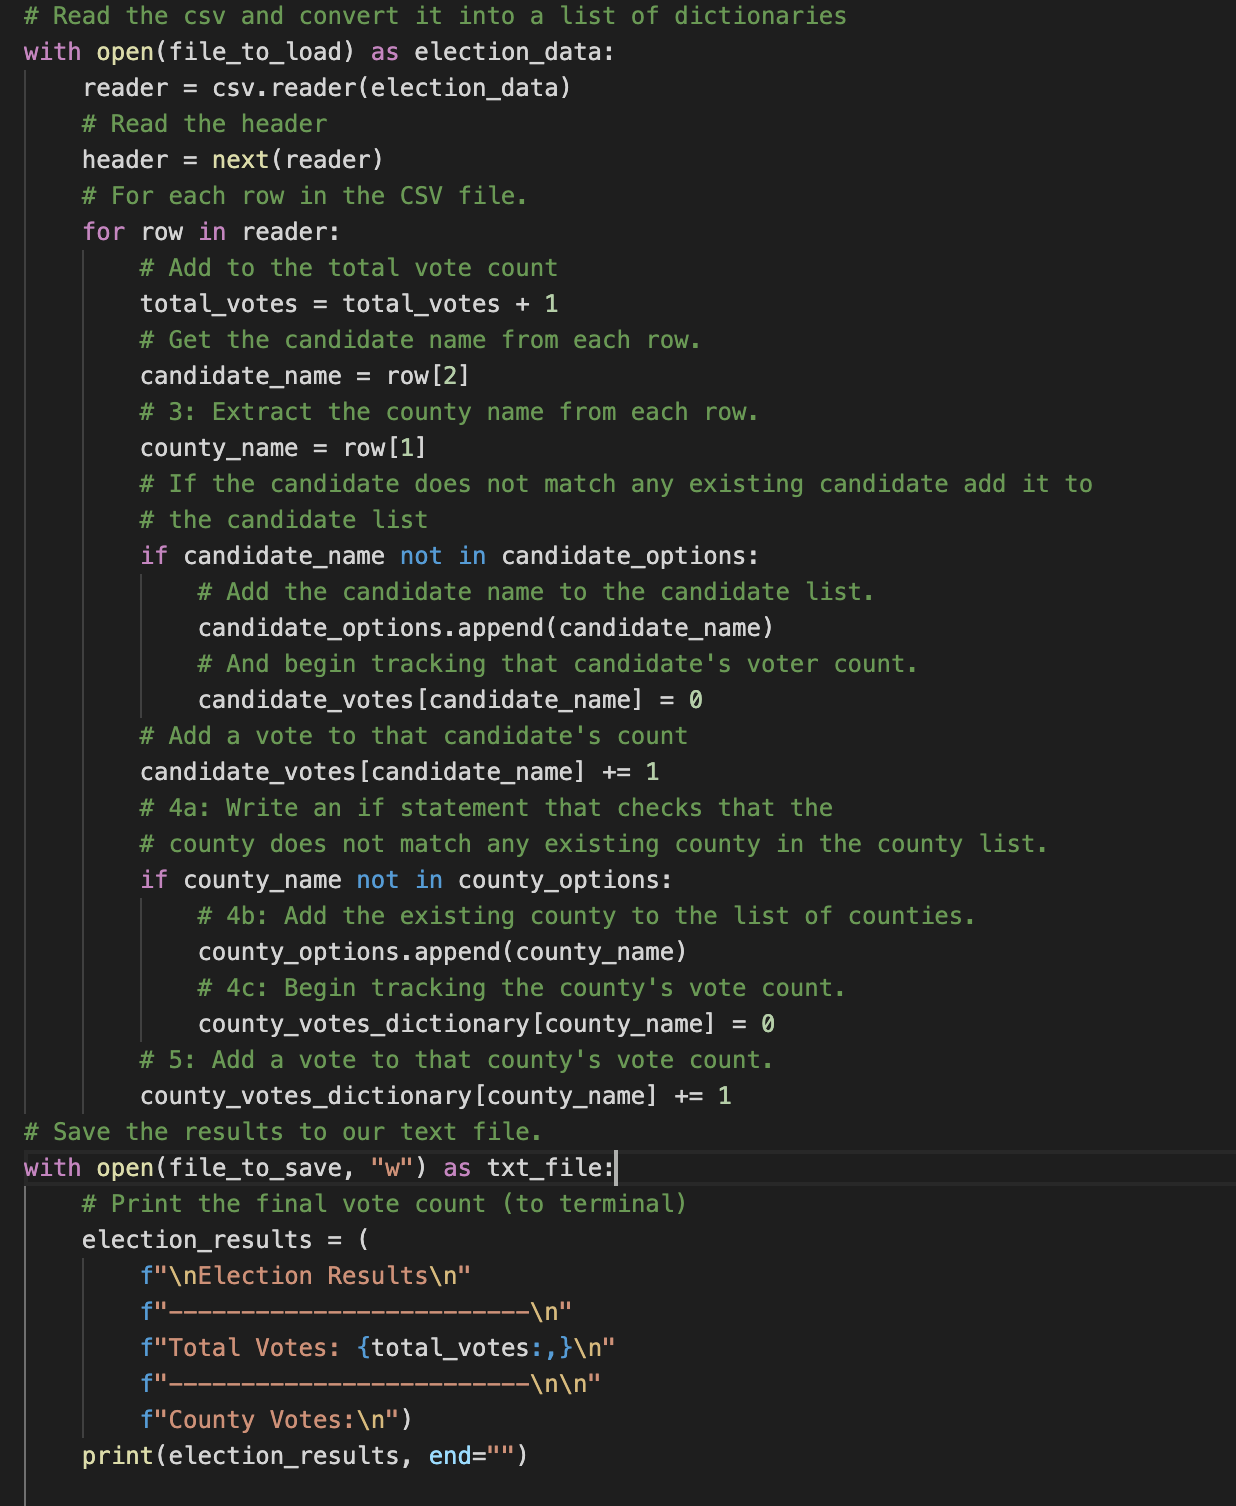 # Read the csv and convert it into a list of dictionaries
with open(file_to_load) as election_data:
    reader = csv.reader(election_data)
    # Read the header
    header = next(reader)
    # For each row in the CSV file.
    for row in reader:
        # Add to the total vote count
        total_votes = total_votes + 1
        # Get the candidate name from each row.
        candidate_name = row[2]
        # 3: Extract the county name from each row.
        county_name = row[1]
        # If the candidate does not match any existing candidate add it to
        # the candidate list
        if candidate_name not in candidate_options:
            # Add the candidate name to the candidate list.
            candidate_options.append(candidate_name)
            # And begin tracking that candidate's voter count.
            candidate_votes[candidate_name] = 0
        # Add a vote to that candidate's count
        candidate_votes[candidate_name] += 1
        # 4a: Write an if statement that checks that the
        # county does not match any existing county in the county list.
        if county_name not in county_options:
            # 4b: Add the existing county to the list of counties.
            county_options.append(county_name)
            # 4c: Begin tracking the county's vote count.
            county_votes_dictionary[county_name] = 0
        # 5: Add a vote to that county's vote count.
        county_votes_dictionary[county_name] += 1
# Save the results to our text file.
with open(file_to_save, "w") as txt_file:
    # Print the final vote count (to terminal)
    election_results = (
        f"\nElection Results\n"
        f"-------------------------\n"
        f"Total Votes: {total_votes:,}\n"
        f"-------------------------\n\n"
        f"County Votes:\n")
    print(election_results, end="")